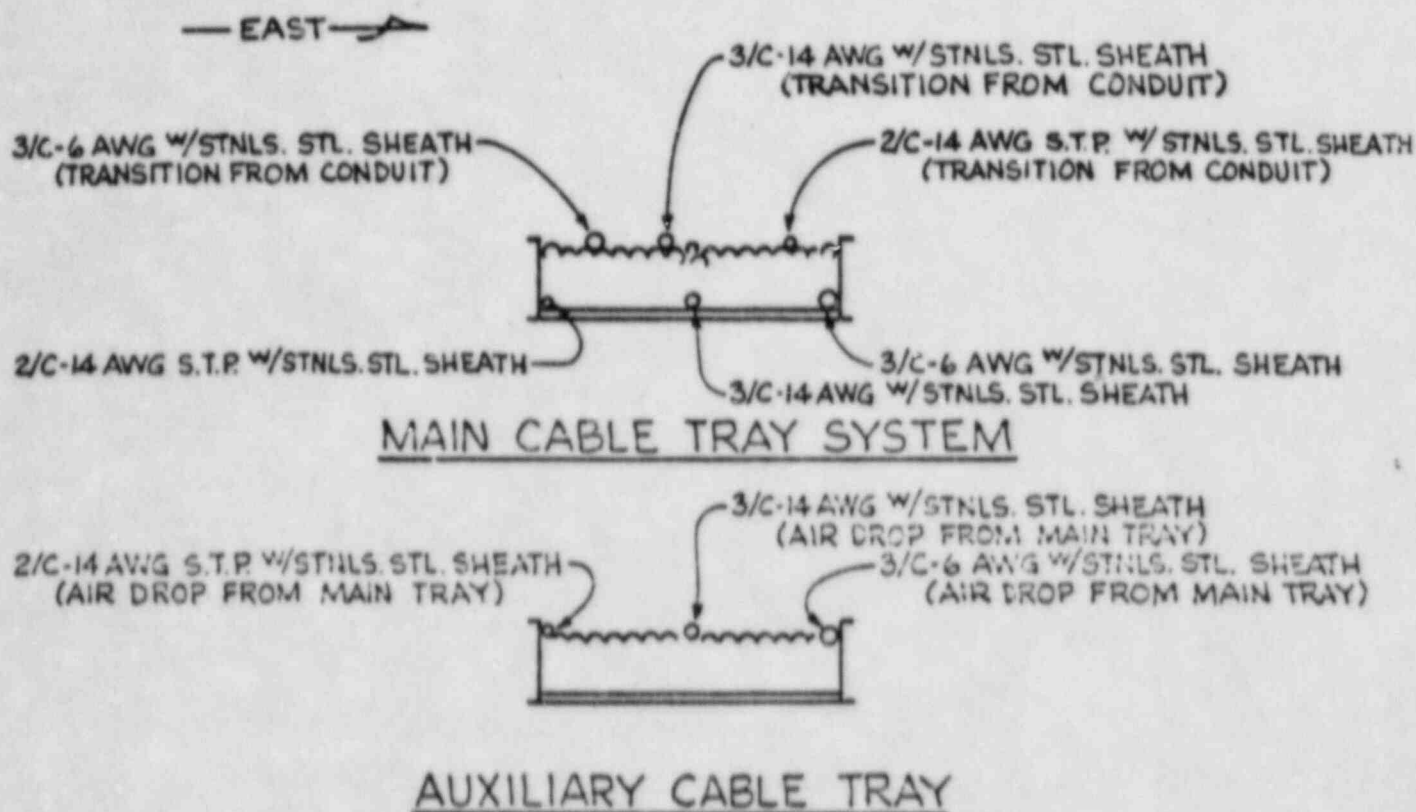 EAST
3/C-14 AWG W/STNLS. STL. SHEATH
(TRANSITION FROM CONDUIT)
3/C-6 AWG W/STNLS. STL. SHEATH
(TRANSITION FROM CONDUIT)
2/C-14 AWG S.T.P. W/STNLS. STL. SHEATH
(TRANSITION FROM CONDUIT)
2/C-14 AWG S.T.P. W/STNLS. STL. SHEATH
3/C-6 AWG W/STNLS. STL. SHEATH
3/C-14 AWG W/STNLS. STL. SHEATH
MAIN CABLE TRAY SYSTEM
3/C-14 AWG W/STNLS. STL. SHEATH
(AIR DROP FROM MAIN TRAY)
2/C-14 AWG S.T.P. W/STNLS. STL. SHEATH
(AIR DROP FROM MAIN TRAY)
3/C-6 AWG W/STNLS. STL. SHEATH
(AIR DROP FROM MAIN TRAY)
AUXILIARY CABLE TRAY